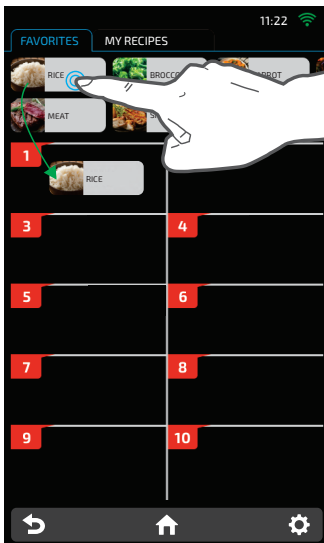 11:22
FAVORITES MY RECIPES
RICE BROCCO
MEAT
1
RICE
3 4
5 6
7 8
9 10